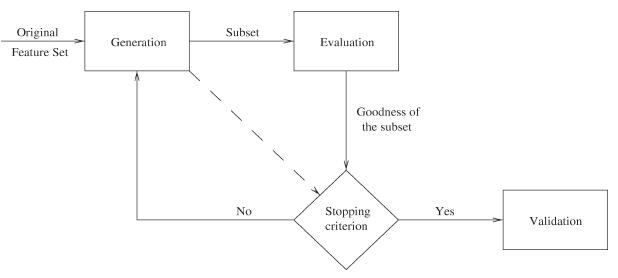 Original
Feature Set
Generation
Subset
Evaluation
Goodness of
the subset
No
Stopping
criterion
Yes
Validation